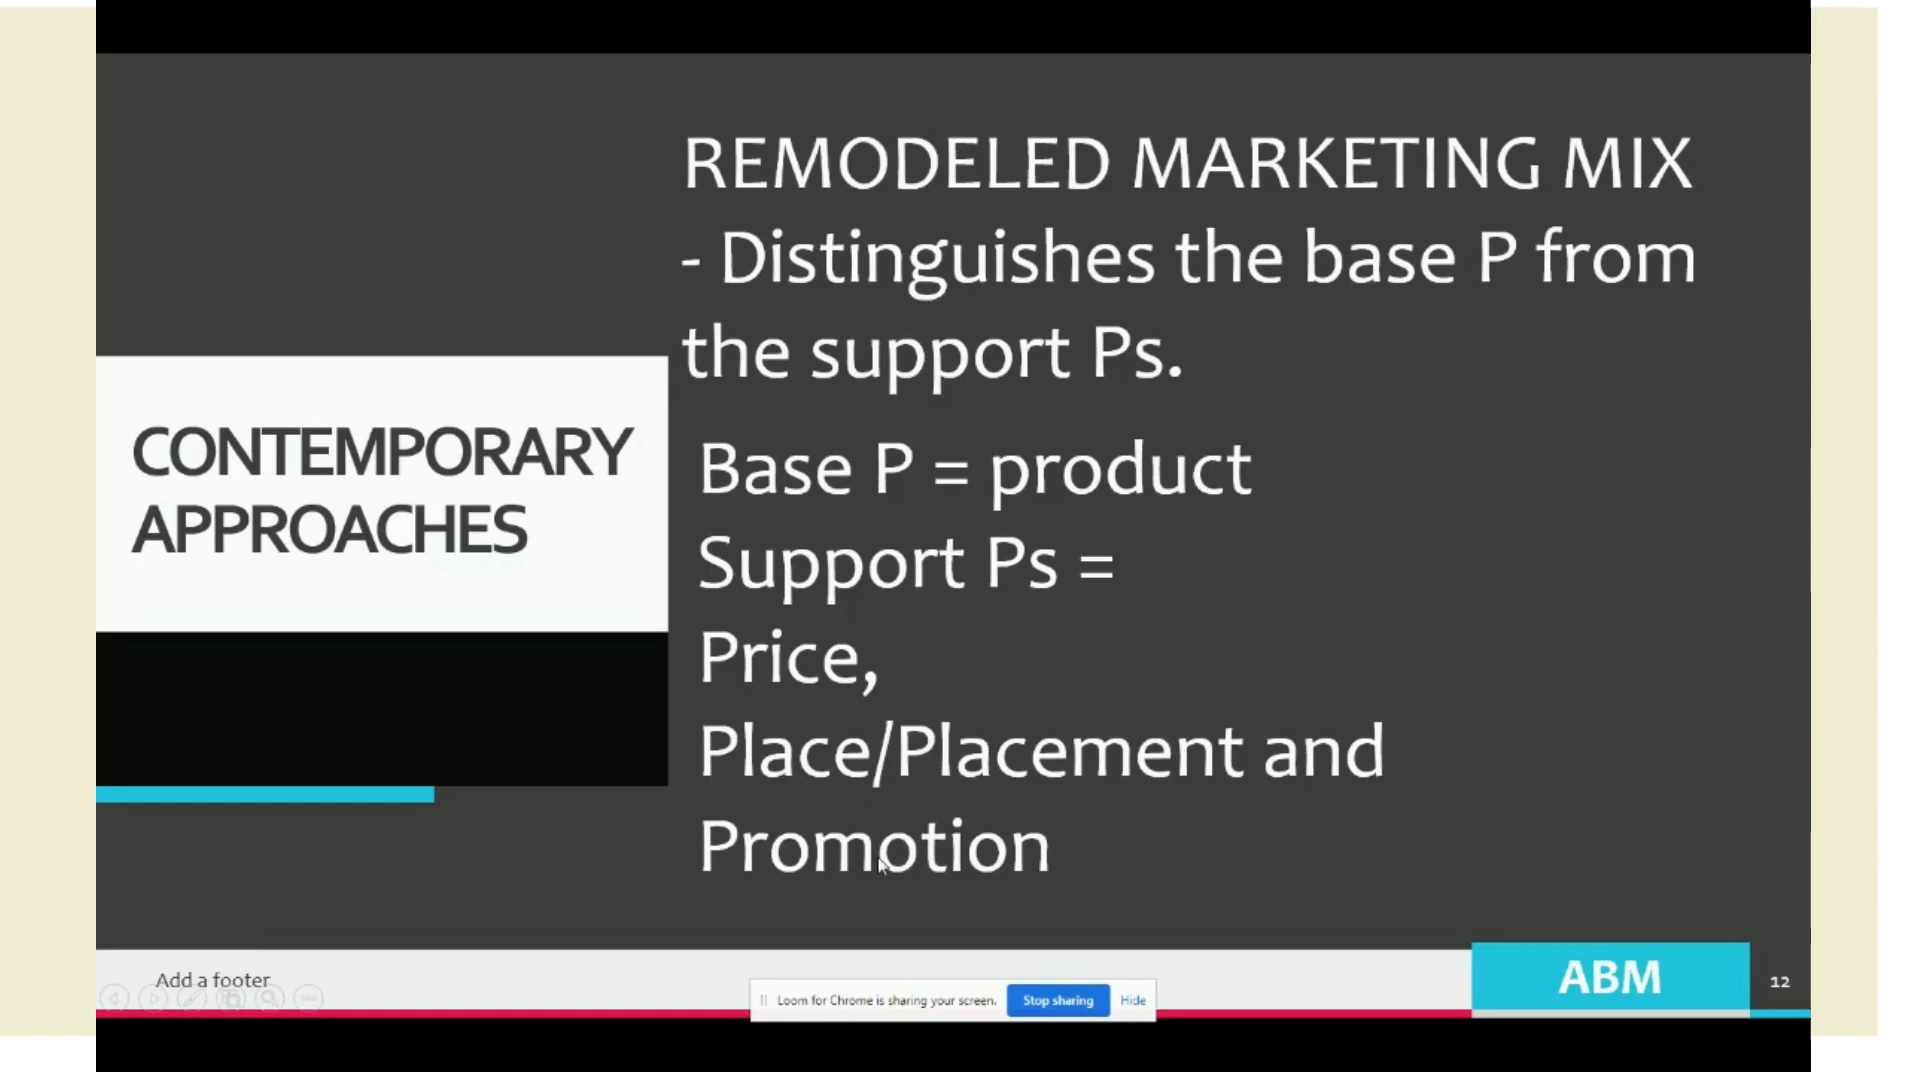 REMODELED MARKETING MIX
- Distinguishes the base P from
the support Ps.
CONTEMPORARY
APPROACHES
Base P = product
Support Ps =
Price,
Place/Placement and
Promotion
Add a footer
Loom for Chrome is sharing your screen.
Stop sharing
Hide
ABM
12